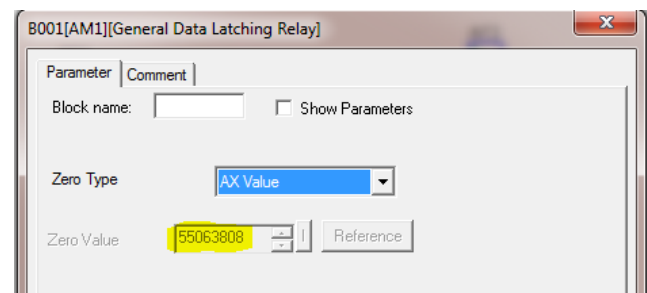 B001[AM1][General Data Latching Relay]
Parameter Comment
Block name: Show Parameters
Zero Type AX Value
Zero Value 55063808 I Reference